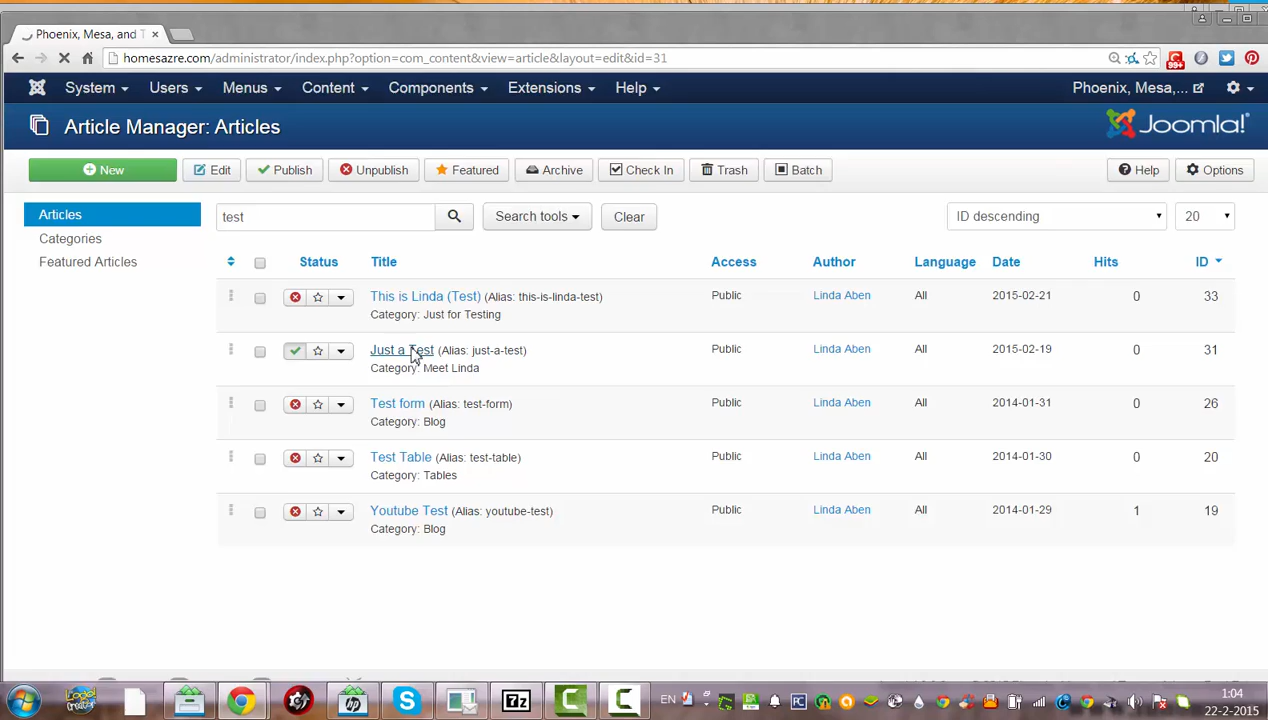 Phoenix, Mesa, and T
homesazre.com/administrator/index.php?option=com_content&view=article&layout=edit&id=31
99+
System Users Menus Content Components Extensions Help Phoenix, Mesa,...
Article Manager: Articles Joomla!
New Edit Publish Unpublish Featured Archive Check In Trash Batch Help Options
Articles test Search tools Clear ID descending 20
Categories
Featured Articles
Status Title Access Author Language Date Hits ID
This is Linda (Test) (Alias: this-is-linda-test) Public Linda Aben All 2015-02-21 0 33
Category: Just for Testing
Just a Test (Alias: just-a-test) Public Linda Aben All 2015-02-19 0 31
Category: Meet Linda
Test form (Alias: test-form) Public Linda Aben All 2014-01-31 0 26
Category: Blog
Test Table (Alias: test-table) Public Linda Aben All 2014-01-30 0 20
Category: Tables
Youtube Test (Alias: youtube-test) Public Linda Aben All 2014-01-29 1 19
Category: Blog
EN 1:04
22-2-2015